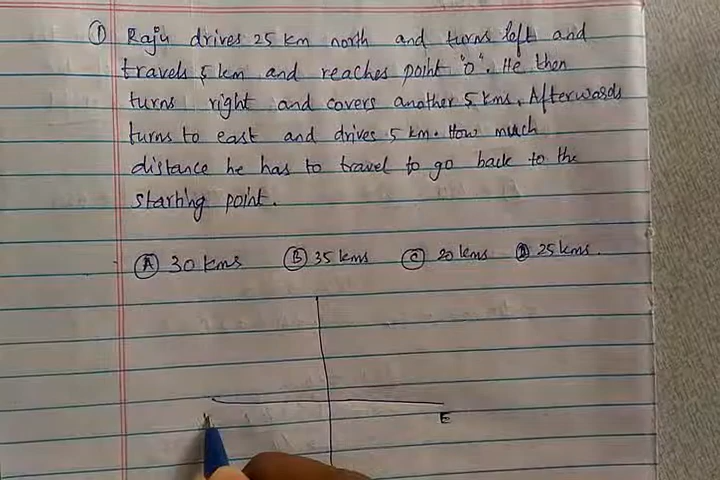 ① Raju drives 25 km north and turns left and
travels 5 km and reaches point "O". He then
turns right and covers another 5 kms. Afterwards
turns to east and drives 5 km. How much
distance he has to travel to go back to the
starting point.
Ⓐ 30 kms Ⓑ 35 kms Ⓒ 20 kms Ⓓ 25 kms.
E